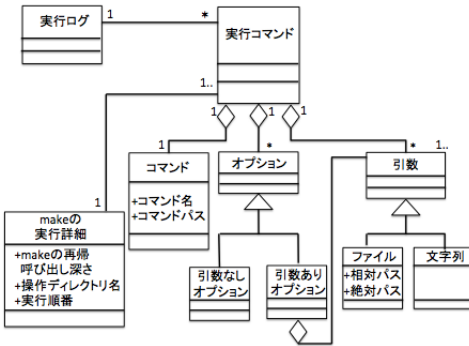 実行ログ
1
*
実行コマンド
1..
1
1
1
1
*
*
1..
コマンド
+コマンド名
+コマンドパス
オプション
引数
1
makeの
実行詳細
+makeの再帰
呼び出し深さ
+操作ディレクトリ名
+実行順番
引数なし
オプション
引数あり
オプション
ファイル
+相対パス
+絶対パス
文字列